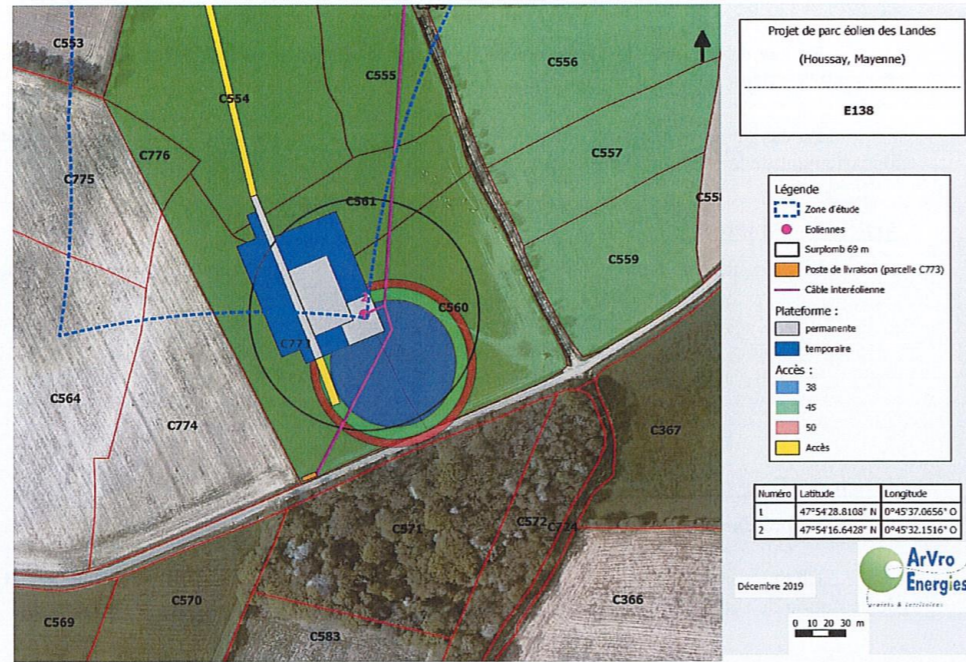 C549
C553
C555
C556
C554
C557
C776
C775
C558
C561
C559
2
C560
C773
C564
C774
C367
C571
C572
C724
C570
C569
C583
C366
Projet de parc éolien des Landes
(Houssay, Mayenne)
E138
Légende
Zone d'étude
Eoliennes
Surplomb 69 m
Poste de livraison (parcelle C773)
Câble interéolienne
Plateforme :
permanente
temporaire
Accès :
38
45
50
Accès
Numéro Latitude Longitude
1 47°54'28.8108" N 0°45'37.0656" O
2 47°54'16.6428" N 0°45'32.1516" O
Décembre 2019
ArVro
Energies
projets & territoires
0 10 20 30 m